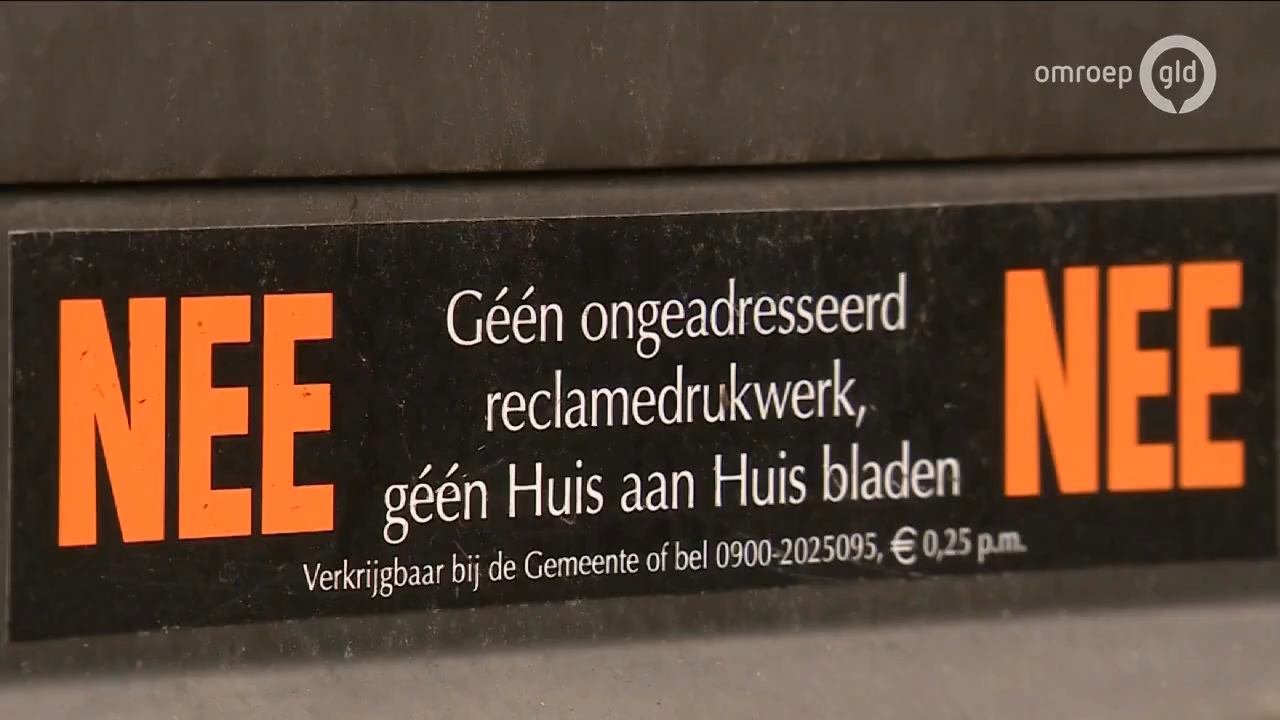 omroep gld
NEE
Géén ongeadresseerd
reclamedrukwerk,
géén Huis aan Huis bladen
Verkrijgbaar bij de Gemeente of bel 0900-2025095, € 0,25 p.m.
NEE